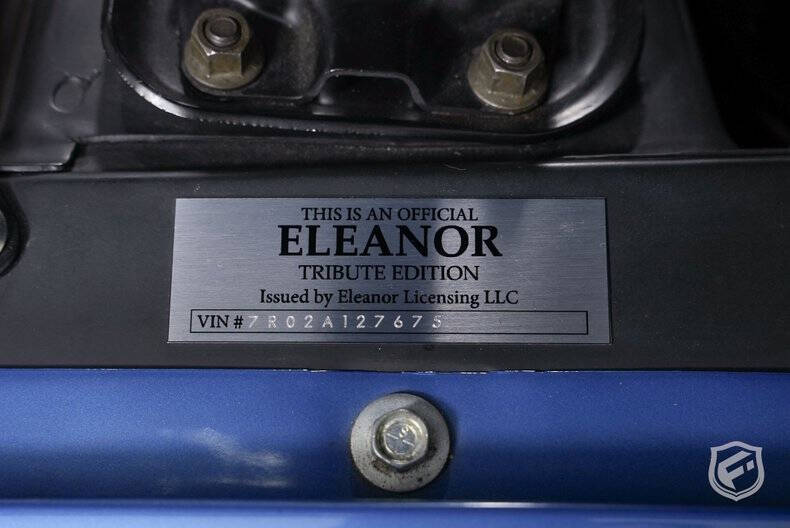 THIS IS AN OFFICIAL
ELEANOR
TRIBUTE EDITION
Issued by Eleanor Licensing LLC
VIN # 7R02A127675